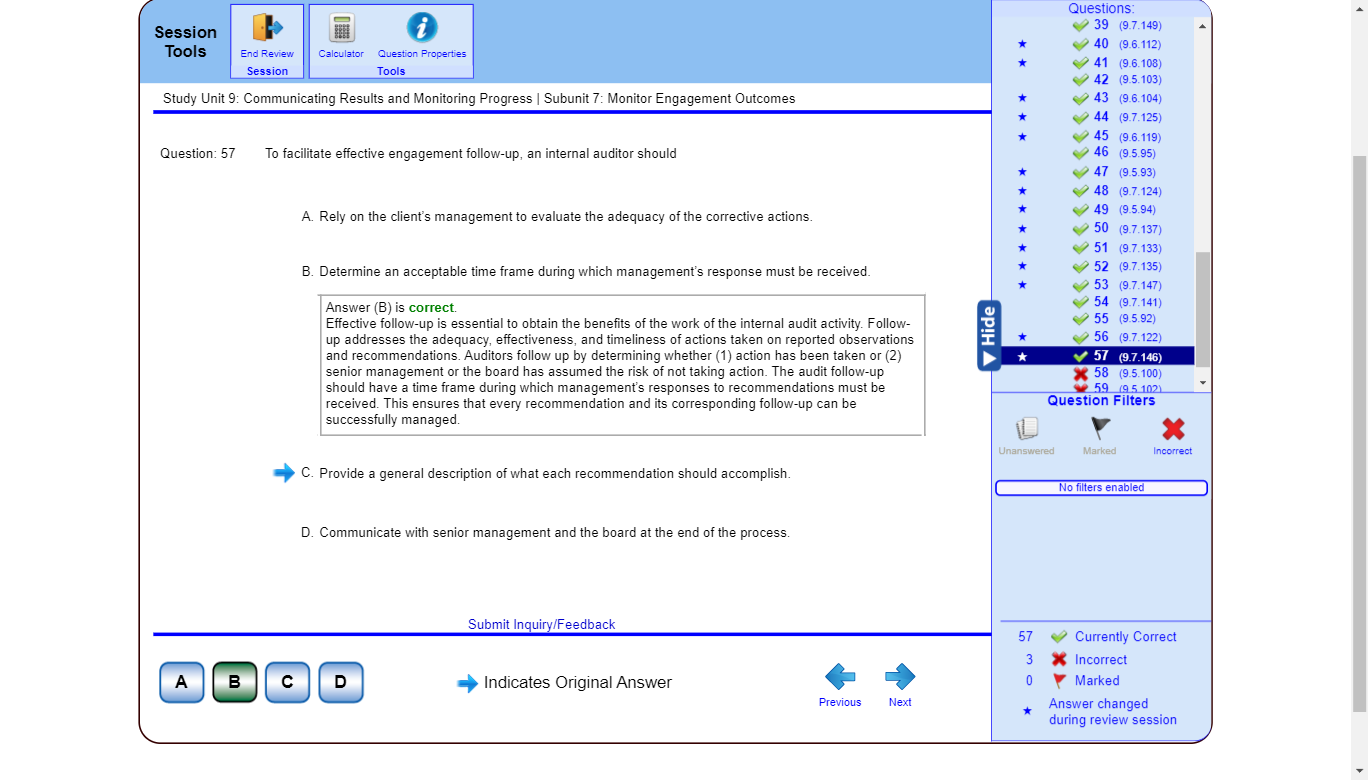 Session
Tools
End Review
Session
Calculator
Question Properties
Tools
Study Unit 9: Communicating Results and Monitoring Progress | Subunit 7: Monitor Engagement Outcomes
Question: 57 To facilitate effective engagement follow-up, an internal auditor should
A. Rely on the client’s management to evaluate the adequacy of the corrective actions.
B. Determine an acceptable time frame during which management’s response must be received.
Answer (B) is correct.
Effective follow-up is essential to obtain the benefits of the work of the internal audit activity. Follow-
up addresses the adequacy, effectiveness, and timeliness of actions taken on reported observations
and recommendations. Auditors follow up by determining whether (1) action has been taken or (2)
senior management or the board has assumed the risk of not taking action. The audit follow-up
should have a time frame during which management’s responses to recommendations must be
received. This ensures that every recommendation and its corresponding follow-up can be
successfully managed.
C. Provide a general description of what each recommendation should accomplish.
D. Communicate with senior management and the board at the end of the process.
Submit Inquiry/Feedback
A B C D
Indicates Original Answer
Previous
Next
Hide
Questions:
39 (9.7.149)
40 (9.6.112)
41 (9.6.108)
42 (9.5.103)
43 (9.6.104)
44 (9.7.125)
45 (9.6.119)
46 (9.5.95)
47 (9.5.93)
48 (9.7.124)
49 (9.5.94)
50 (9.7.137)
51 (9.7.133)
52 (9.7.135)
53 (9.7.147)
54 (9.7.141)
55 (9.5.92)
56 (9.7.122)
57 (9.7.146)
58 (9.5.100)
59 (9.5.102)
Question Filters
Unanswered
Marked
Incorrect
No filters enabled
57 Currently Correct
3 Incorrect
0 Marked
Answer changed
during review session